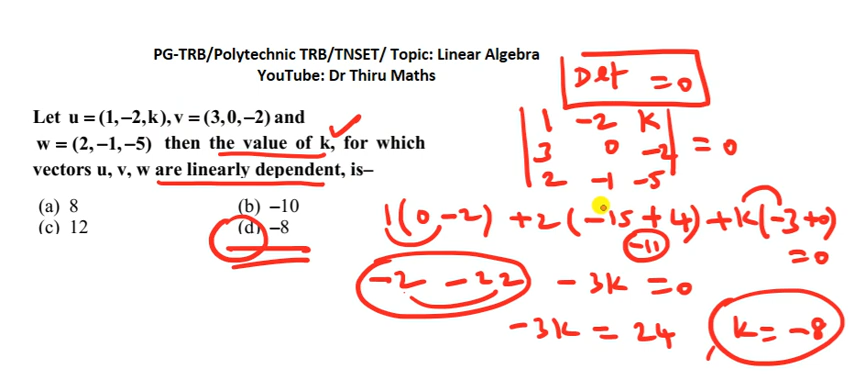 PG-TRB/Polytechnic TRB/TNSET/ Topic: Linear Algebra
YouTube: Dr Thiru Maths
Let u = (1,–2,k), v = (3,0,–2) and
w = (2,–1,–5) then the value of k, for which
vectors u, v, w are linearly dependent, is–
(a) 8 (b) –10
(c) 12 (d) –8
Det = 0
| 1 -2 K |
| 3 0 -2 | = 0
| 2 -1 -5 |
1(0-2) +2(-15+4) +K(-3+0)
-11
= 0
-2 -22 -3K = 0
-3K = 24
K = -8